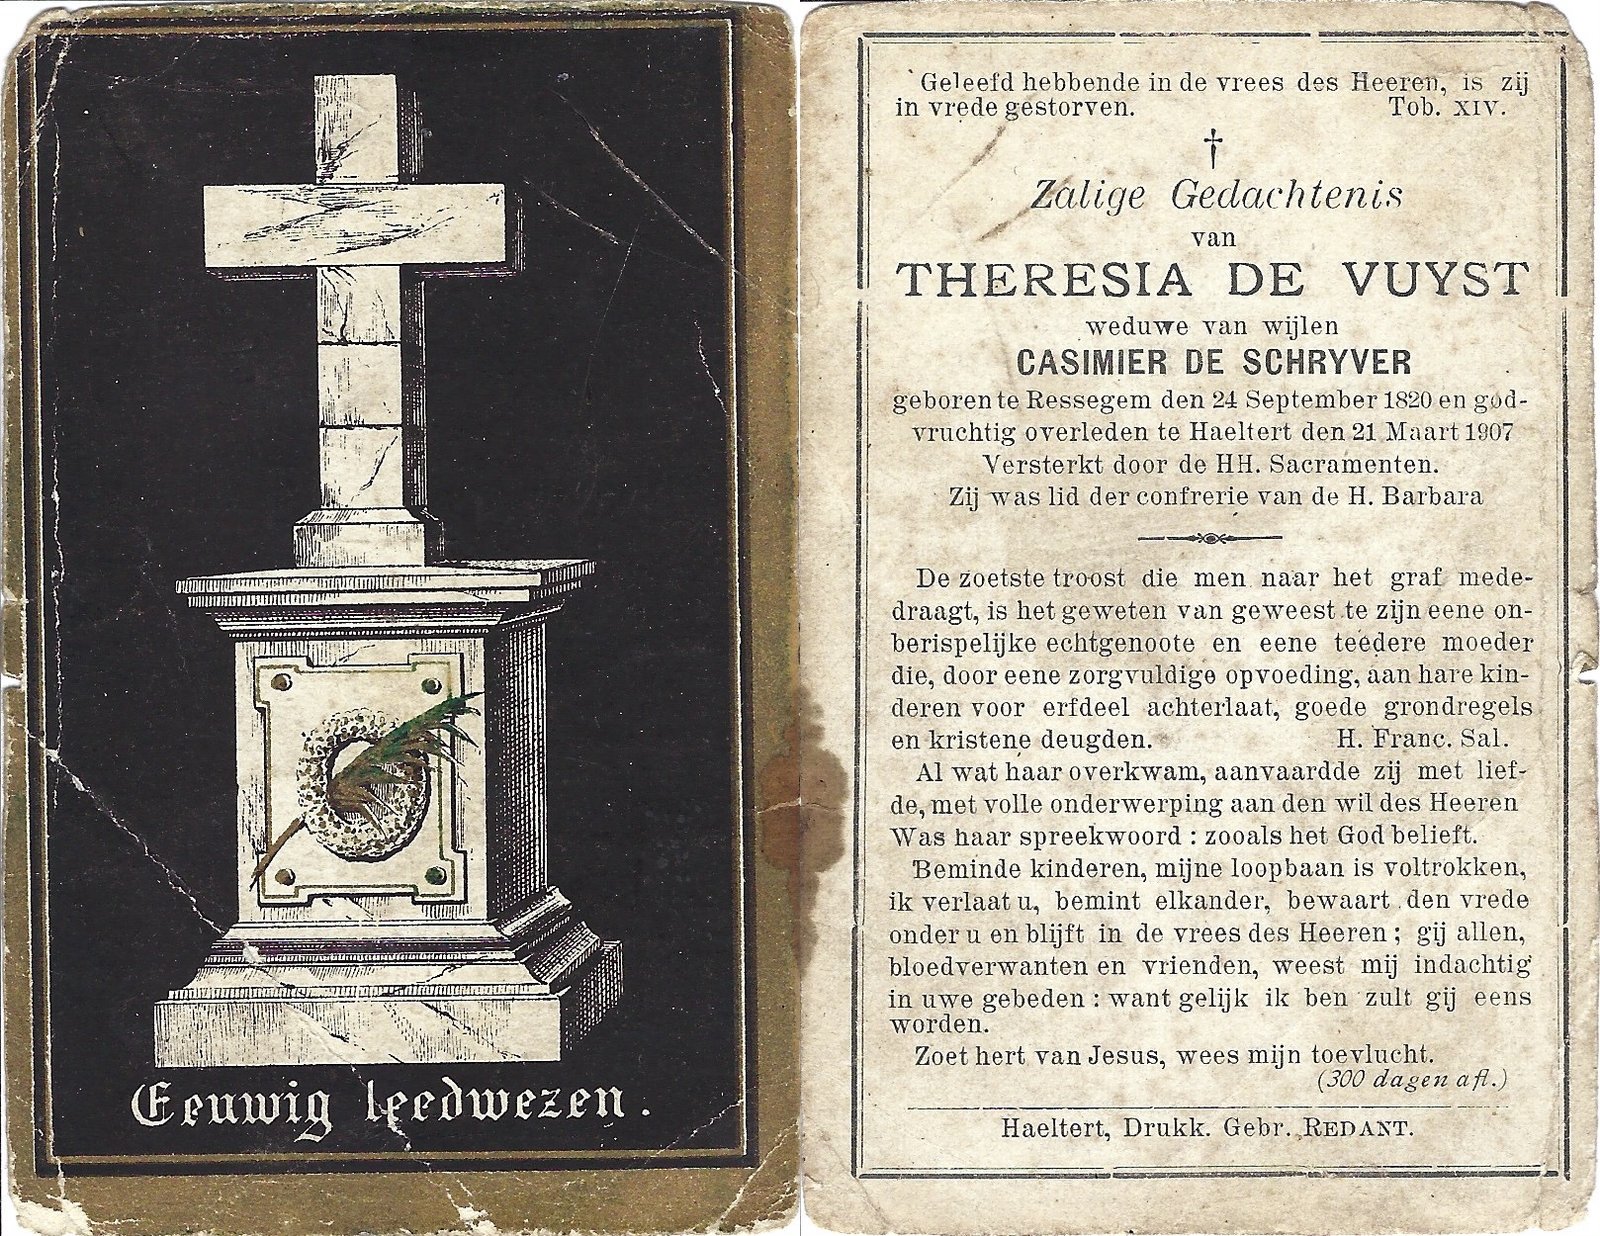 Eeuwig leedwezen.
Geleefd hebbende in de vrees des Heeren, is zij
in vrede gestorven. Tob. XIV.
†
Zalige Gedachtenis
van
THERESIA DE VUYST
weduwe van wijlen
CASIMIER DE SCHRYVER
geboren te Ressegem den 24 September 1820 en god-
vruchtig overleden te Haeltert den 21 Maart 1907
Versterkt door de HH. Sacramenten.
Zij was lid der confrerie van de H. Barbara
De zoetste troost die men naar het graf mede-
draagt, is het geweten van geweest te zijn eene on-
berispelijke echtgenoote en eene teedere moeder
die, door eene zorgvuldige opvoeding, aan hare kin-
deren voor erfdeel achterlaat, goede grondregels
en kristene deugden. H. Franc. Sal.
Al wat haar overkwam, aanvaardde zij met lief-
de, met volle onderwerping aan den wil des Heeren
Was haar spreekwoord : zooals het God belieft.
Beminde kinderen, mijne loopbaan is voltrokken,
ik verlaat u, bemint elkander, bewaart den vrede
onder u en blijft in de vrees des Heeren ; gij allen,
bloedverwanten en vrienden, weest mij indachtig
in uwe gebeden : want gelijk ik ben zult gij eens
worden.
Zoet hert van Jesus, wees mijn toevlucht.
(300 dagen afl.)
Haeltert, Drukk. Gebr. REDANT.